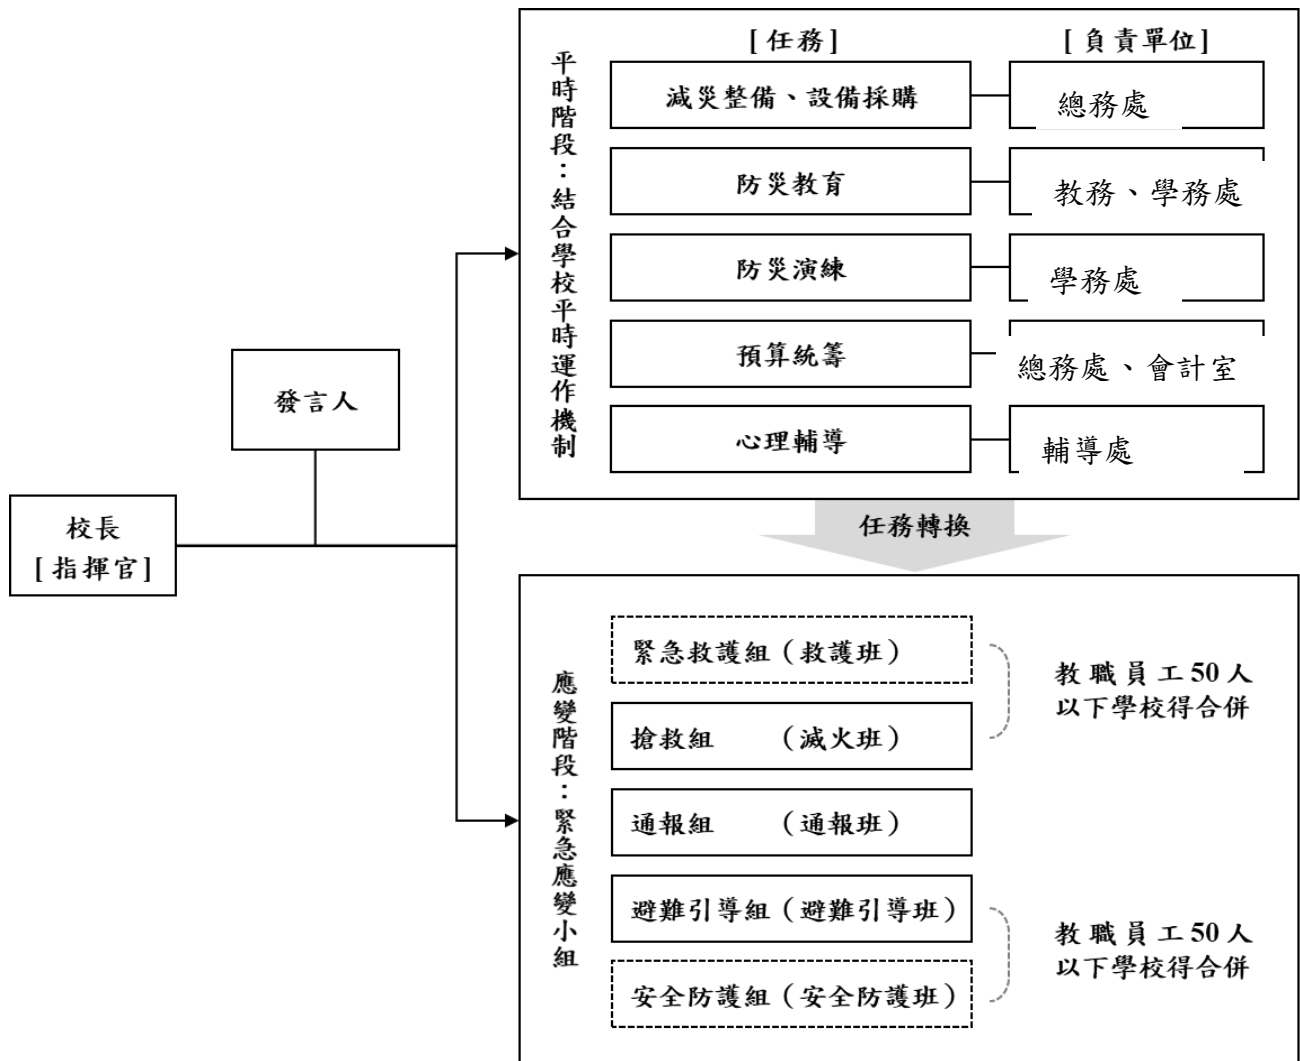 平時階段：結合學校平時運作機制
[任務]
[負責單位]
減災整備、設備採購
總務處
防災教育
教務、學務處
防災演練
學務處
預算統籌
總務處、會計室
心理輔導
輔導處
發言人
校長
[指揮官]
任務轉換
應變階段：緊急應變小組
緊急救護組（救護班）
搶救組　　（滅火班）
教職員工50人
以下學校得合併
通報組　　（通報班）
避難引導組（避難引導班）
安全防護組（安全防護班）
教職員工50人
以下學校得合併